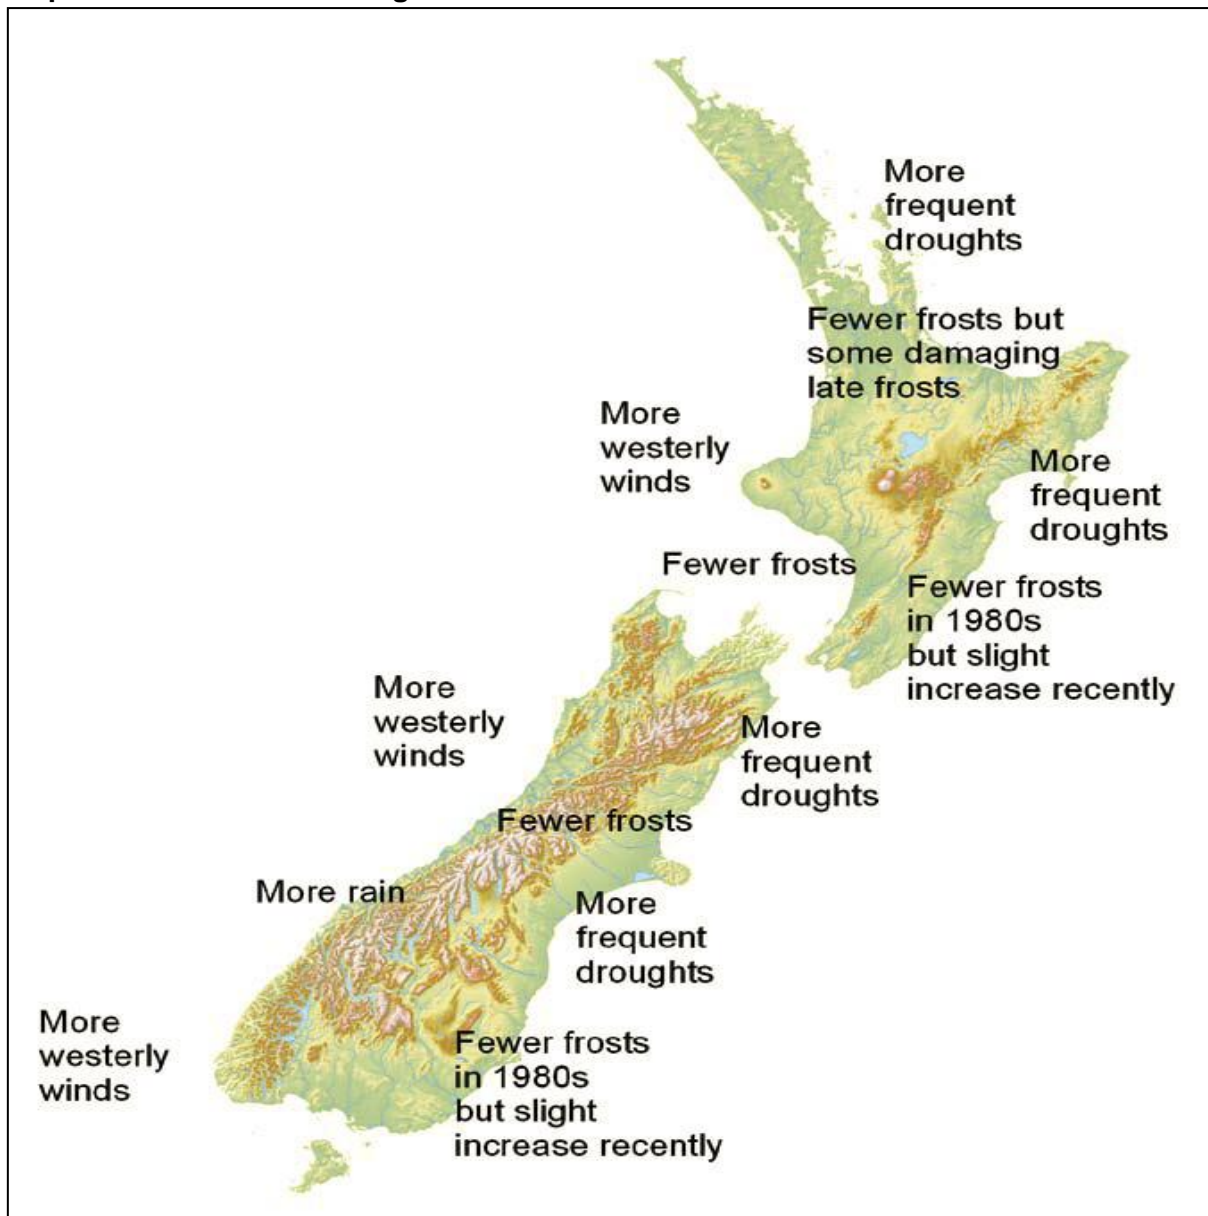 More
frequent
droughts
Fewer frosts but
some damaging
late frosts
More
westerly
winds
More
frequent
droughts
Fewer frosts
Fewer frosts
in 1980s
but slight
increase recently
More
westerly
winds
More
frequent
droughts
Fewer frosts
More rain
More
frequent
droughts
More
westerly
winds
Fewer frosts
in 1980s
but slight
increase recently